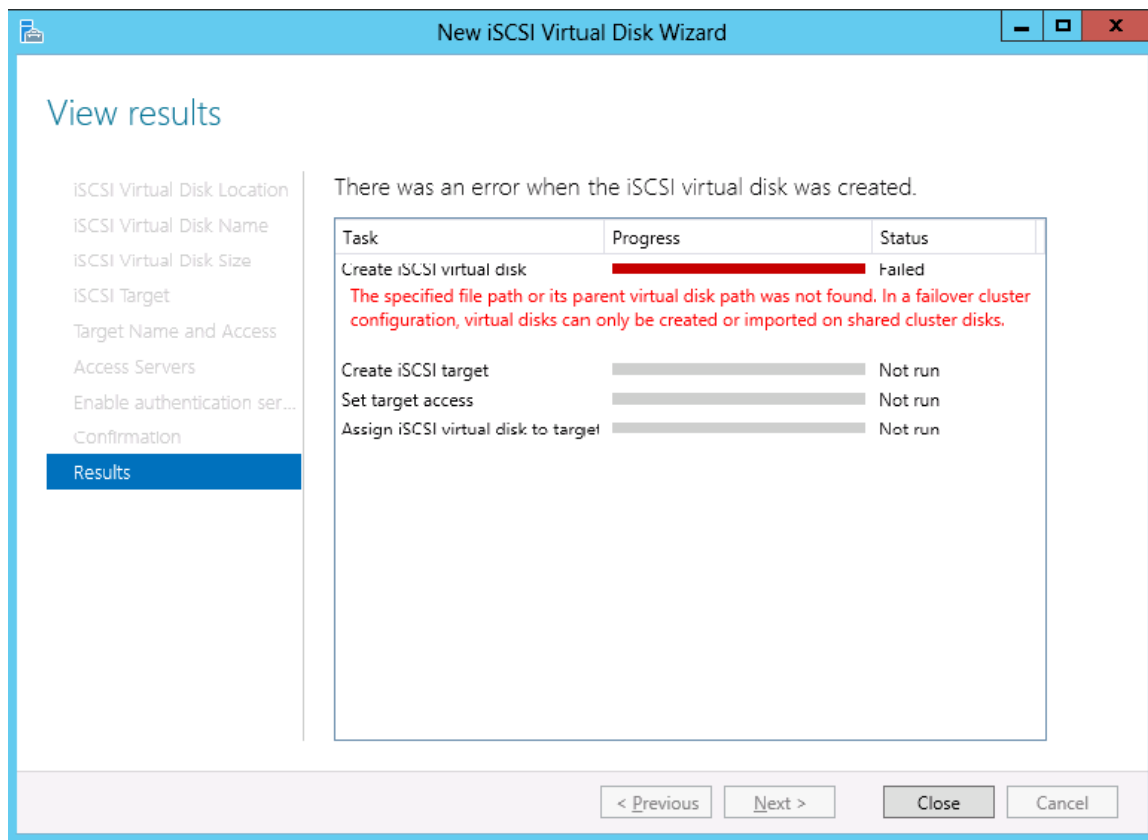 New iSCSI Virtual Disk Wizard
View results
iSCSI Virtual Disk Location
iSCSI Virtual Disk Name
iSCSI Virtual Disk Size
iSCSI Target
Target Name and Access
Access Servers
Enable authentication ser...
Confirmation
Results
There was an error when the iSCSI virtual disk was created.
Task Progress Status
Create iSCSI virtual disk Failed
The specified file path or its parent virtual disk path was not found. In a failover cluster
configuration, virtual disks can only be created or imported on shared cluster disks.
Create iSCSI target Not run
Set target access Not run
Assign iSCSI virtual disk to target Not run
< Previous Next > Close Cancel